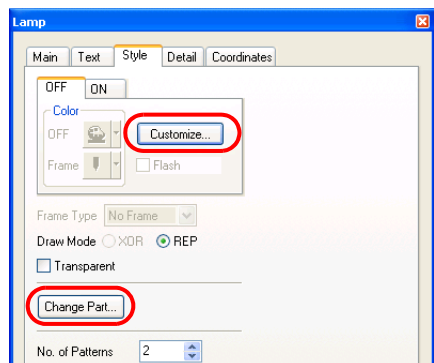 Lamp
Main Text Style Detail Coordinates
OFF ON
Color
OFF Customize...
Frame Flash
Frame Type No Frame
Draw Mode XOR REP
Transparent
Change Part...
No. of Patterns 2